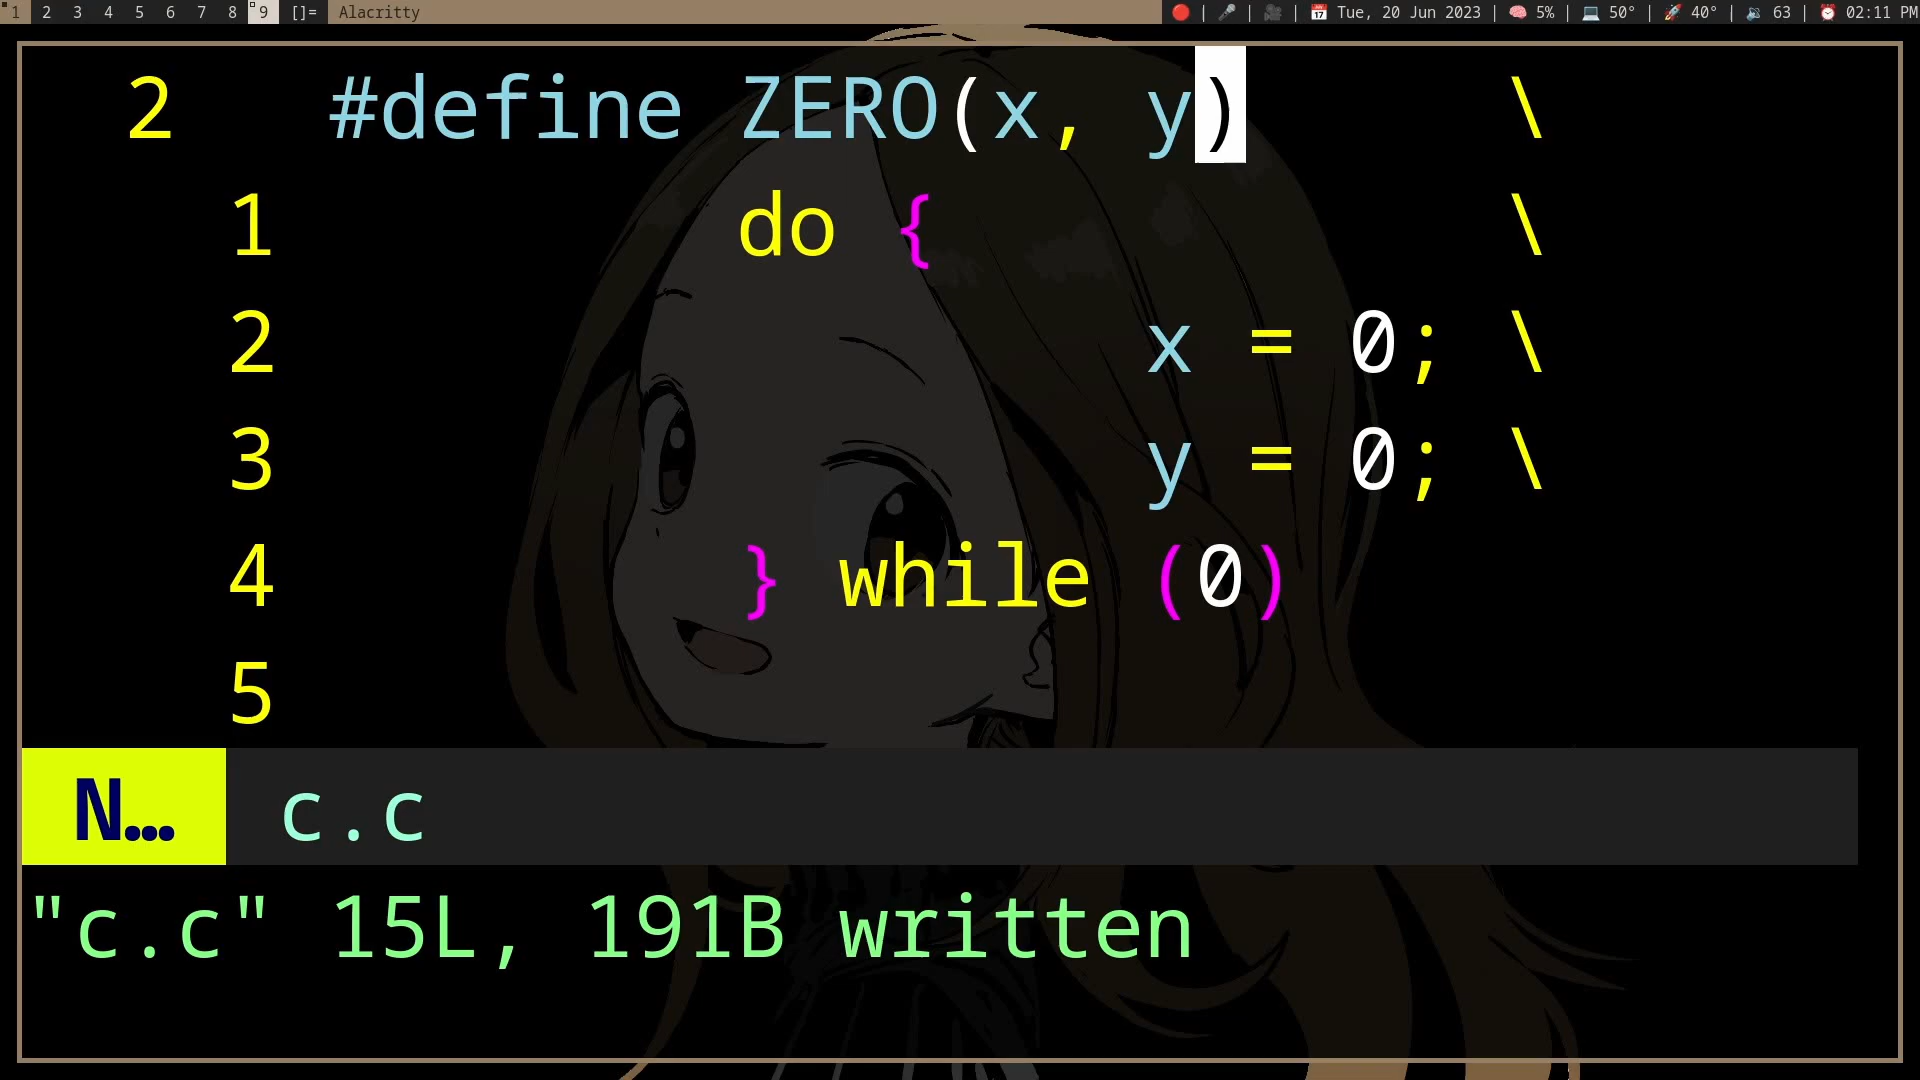 1 2 3 4 5 6 7 8 9 []= Alacritty 🔴 | 🎤 | 🎥 | 📅 Tue, 20 Jun 2023 | 🧠 5% | 💻 50° | 🚀 40° | 🔉 63 | ⏰ 02:11 PM
2 #define ZERO(x, y) \
1 do { \
2 x = 0; \
3 y = 0; \
4 } while (0)
5
N… c.c
"c.c" 15L, 191B written